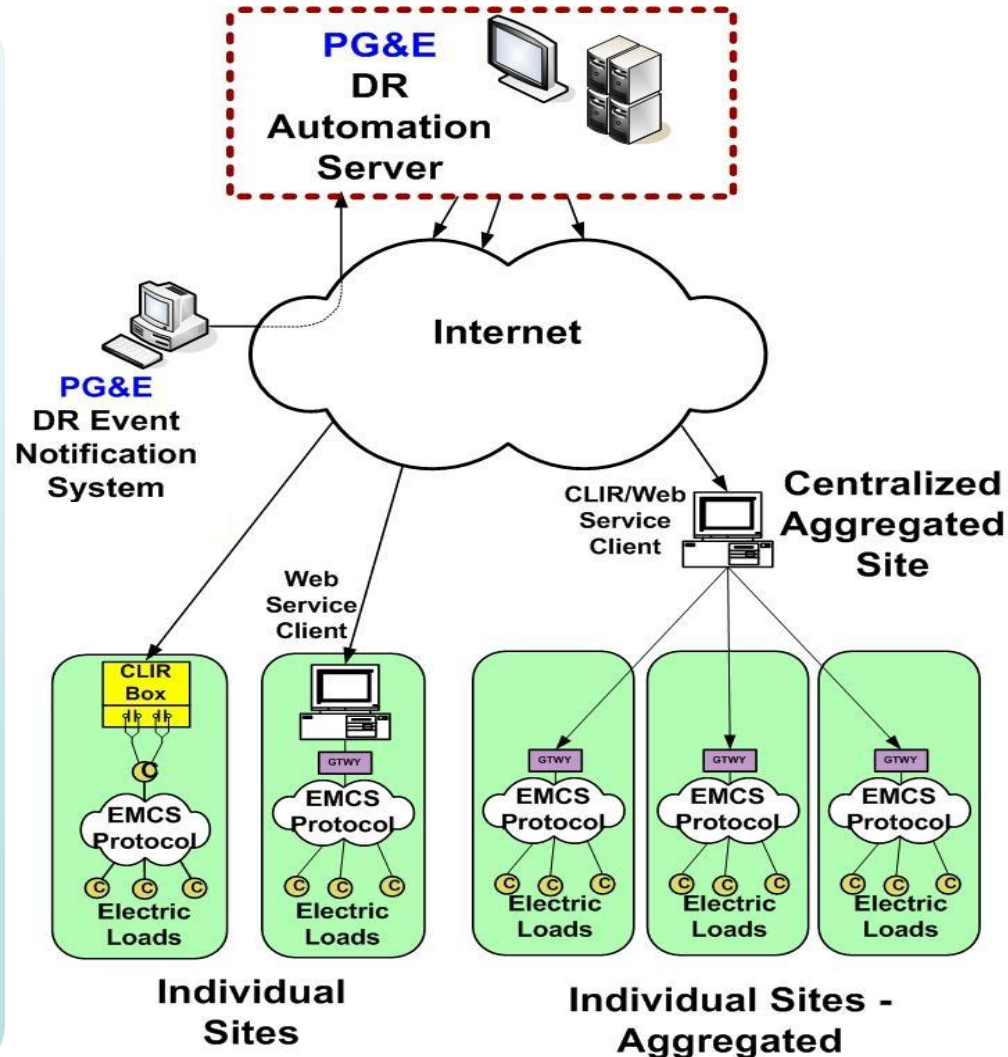 PG&E
DR
Automation
Server
Internet
PG&E
DR Event
Notification
System
CLIR/Web
Service
Client
Centralized
Aggregated
Site
Web
Service
Client
CLIR
Box
C
EMCS
Protocol
C C C
Electric
Loads
GTWY
EMCS
Protocol
C C C
Electric
Loads
GTWY
EMCS
Protocol
C C C
Electric
Loads
GTWY
EMCS
Protocol
C C C
Electric
Loads
GTWY
EMCS
Protocol
C C C
Electric
Loads
Individual
Sites
Individual Sites -
Aggregated